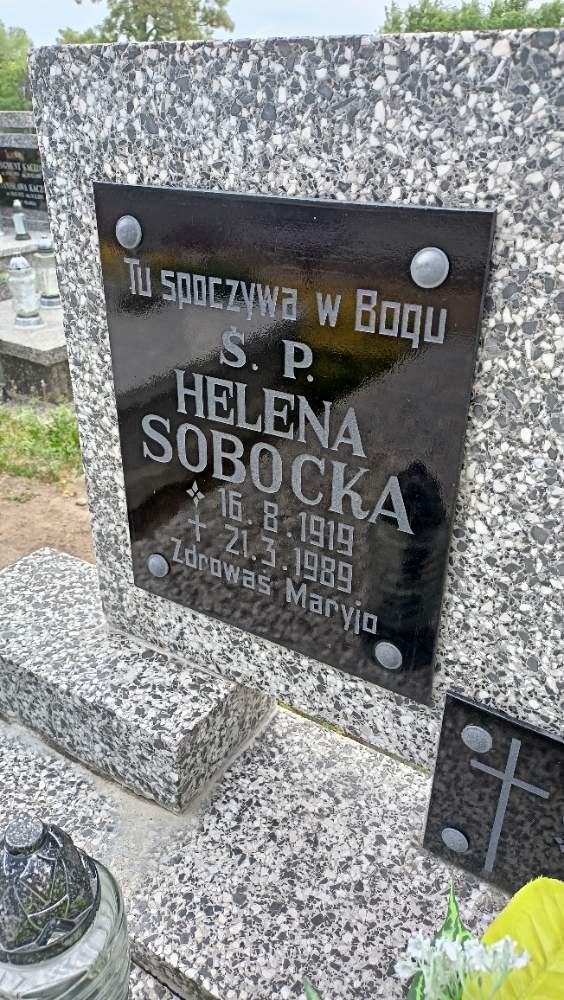 Tu spoczywa w Bogu
Ś. P.
HELENA
SOBOCKA
16.8.1919
21.3.1989
Zdrowaś Maryjo